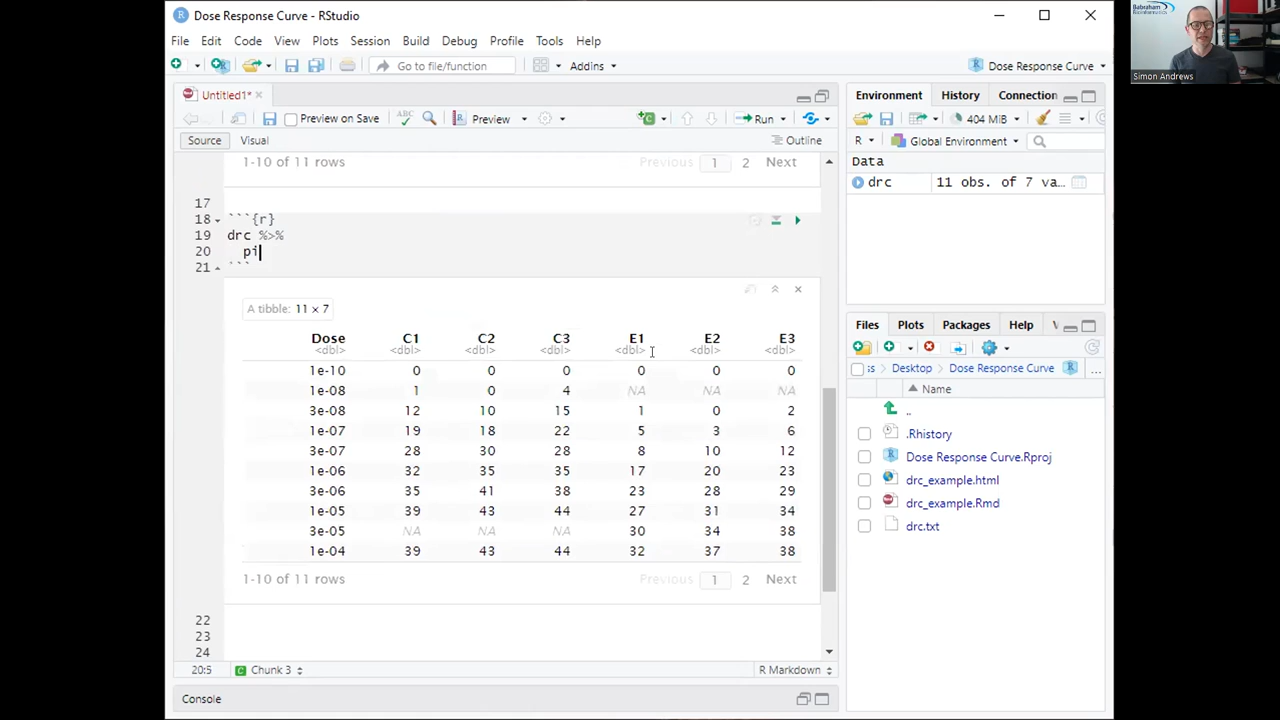 Dose Response Curve - RStudio
File Edit Code View Plots Session Build Debug Profile Tools Help
Go to file/function Addins Dose Response Curve
Untitled1*
Preview on Save Preview Run
Source Visual Outline
1-10 of 11 rows Previous 1 2 Next
17
18 ```{r}
19 drc %>%
20 pi
21 ```
A tibble: 11 × 7
Dose C1 C2 C3 E1 E2 E3
<dbl> <dbl> <dbl> <dbl> <dbl> <dbl> <dbl>
1e-10 0 0 0 0 0 0
1e-08 1 0 4 NA NA NA
3e-08 12 10 15 1 0 2
1e-07 19 18 22 5 3 6
3e-07 28 30 28 8 10 12
1e-06 32 35 35 17 20 23
3e-06 35 41 38 23 28 29
1e-05 39 43 44 27 31 34
3e-05 NA NA NA 30 34 38
1e-04 39 43 44 32 37 38
1-10 of 11 rows Previous 1 2 Next
22
23
24
20:5 Chunk 3 R Markdown
Console
Environment History Connection
404 MiB
R Global Environment
Data
drc 11 obs. of 7 va…
Files Plots Packages Help V
ss Desktop Dose Response Curve ...
Name
..
.Rhistory
Dose Response Curve.Rproj
drc_example.html
drc_example.Rmd
drc.txt
Babraham
Bioinformatics
Simon Andrews